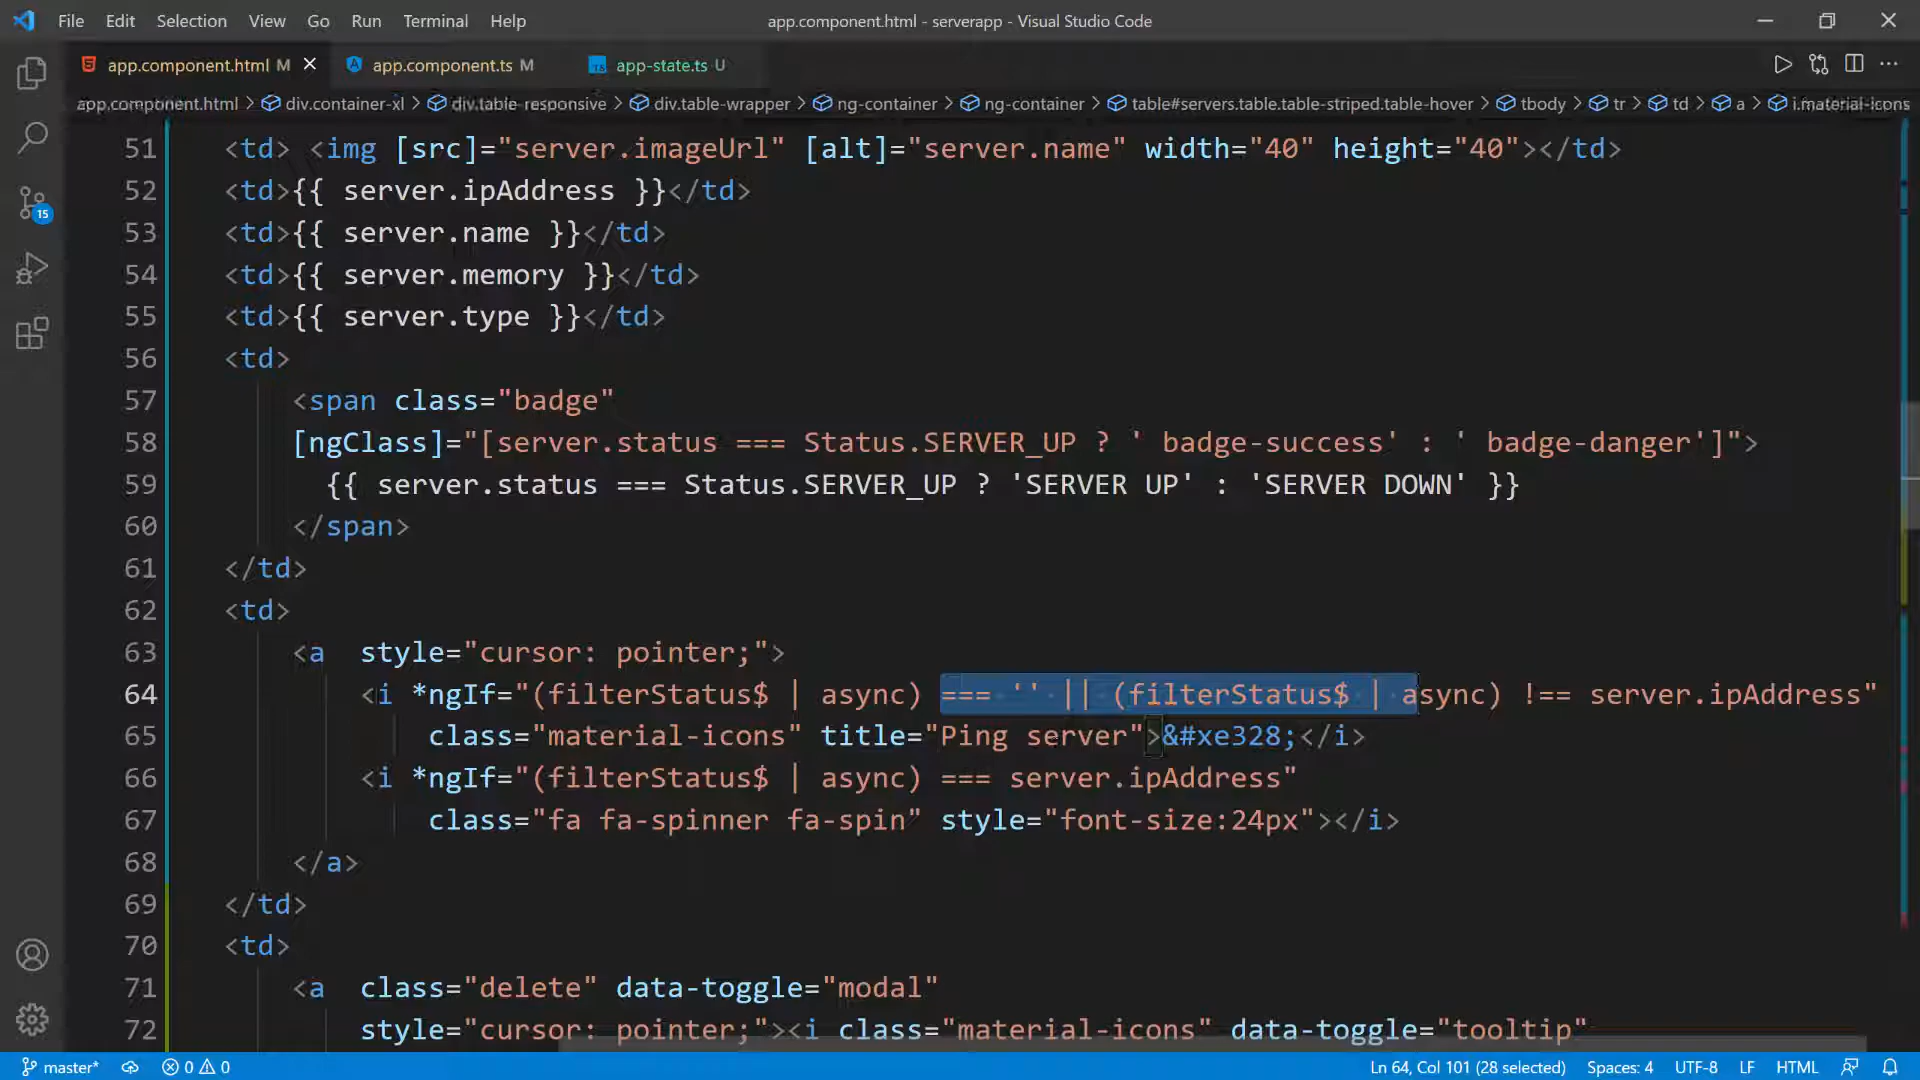 File Edit Selection View Go Run Terminal Help app.component.html - serverapp - Visual Studio Code
app.component.html M app.component.ts M app-state.ts U
app.component.html > div.container-xl > div.table-responsive > div.table-wrapper > ng-container > ng-container > table#servers.table.table-striped.table-hover > tbody > tr > td > a > i.material-icons
51 <td> <img [src]="server.imageUrl" [alt]="server.name" width="40" height="40"></td>
52 <td>{{ server.ipAddress }}</td>
53 <td>{{ server.name }}</td>
54 <td>{{ server.memory }}</td>
55 <td>{{ server.type }}</td>
56 <td>
57 <span class="badge"
58 [ngClass]="[server.status === Status.SERVER_UP ? ' badge-success' : ' badge-danger']">
59 {{ server.status === Status.SERVER_UP ? 'SERVER UP' : 'SERVER DOWN' }}
60 </span>
61 </td>
62 <td>
63 <a style="cursor: pointer;">
64 <i *ngIf="(filterStatus$ | async) === '' || (filterStatus$ | async) !== server.ipAddress"
65 class="material-icons" title="Ping server">&#xe328;</i>
66 <i *ngIf="(filterStatus$ | async) === server.ipAddress"
67 class="fa fa-spinner fa-spin" style="font-size:24px"></i>
68 </a>
69 </td>
70 <td>
71 <a class="delete" data-toggle="modal"
72 style="cursor: pointer;"><i class="material-icons" data-toggle="tooltip"
15
master* 0 0 Ln 64, Col 101 (28 selected) Spaces: 4 UTF-8 LF HTML